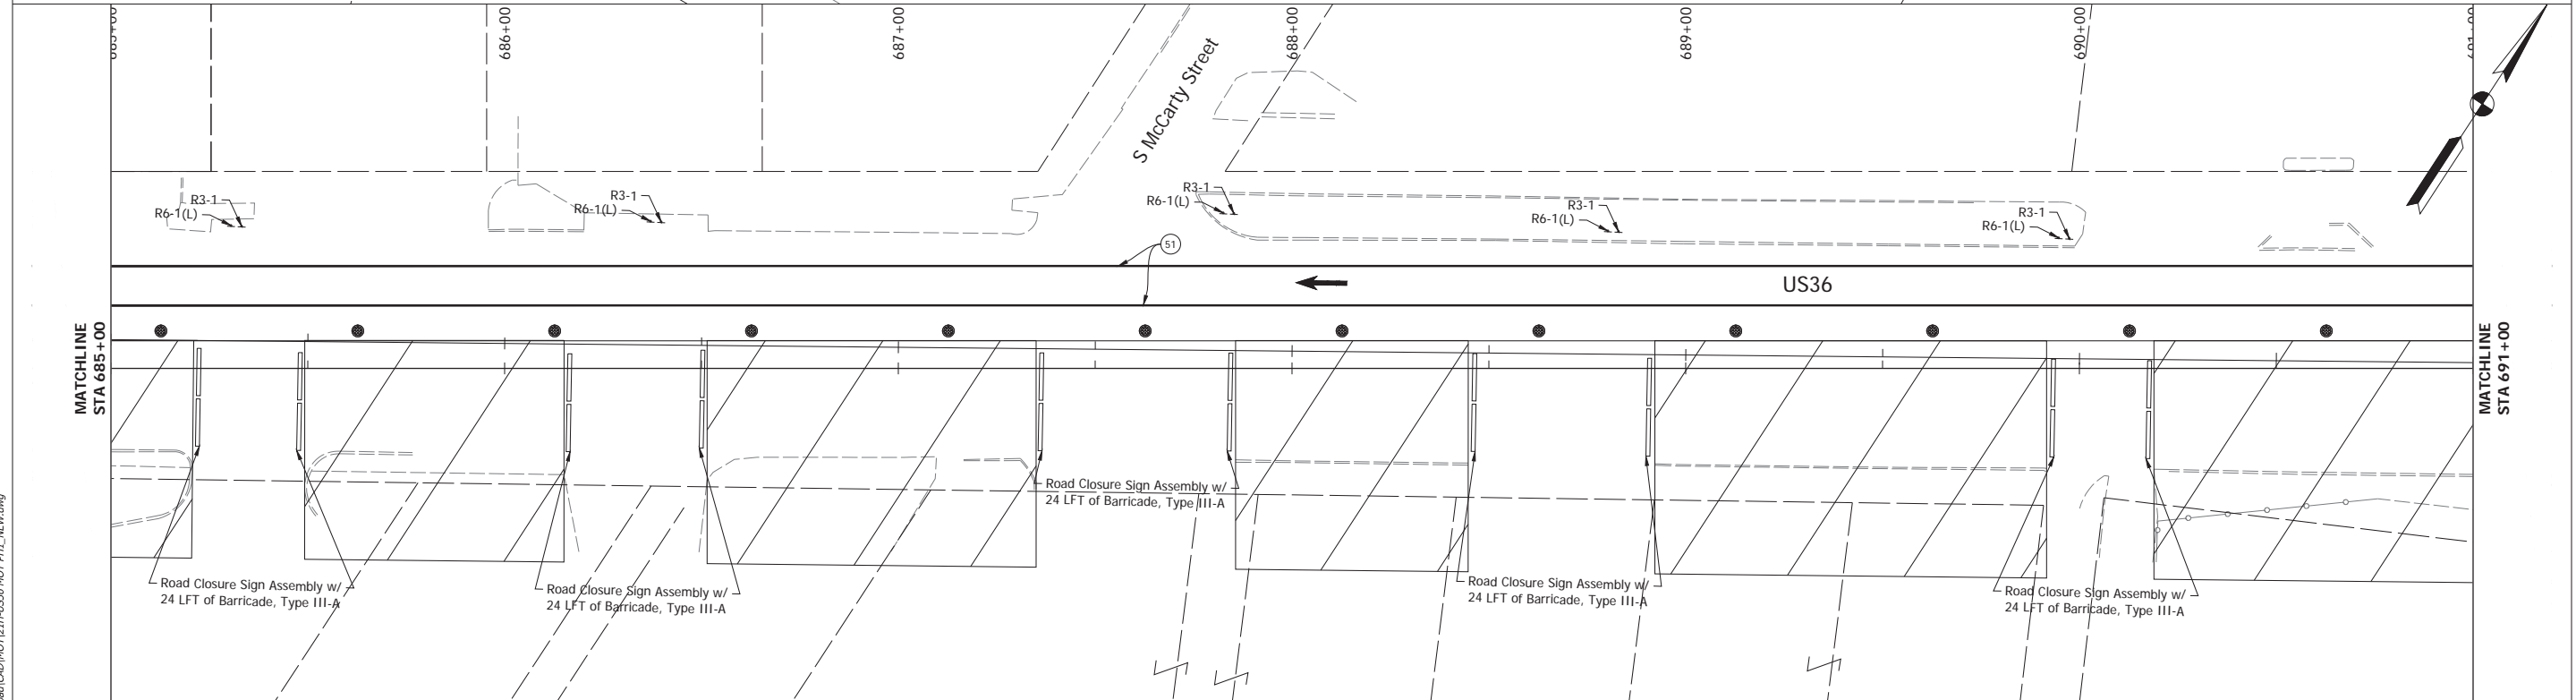 686+00
687+00
688+00
689+00
690+00
S McCarty Street
R3-1
R6-1(L)
R3-1
R6-1(L)
R3-1
R6-1(L)
R3-1
R6-1(L)
R3-1
R6-1(L)
51
US36
MATCHLINE
STA 685+00
MATCHLINE
STA 691+00
Road Closure Sign Assembly w/
24 LFT of Barricade, Type III-A
Road Closure Sign Assembly w/
24 LFT of Barricade, Type III-A
Road Closure Sign Assembly w/
24 LFT of Barricade, Type III-A
Road Closure Sign Assembly w/
24 LFT of Barricade, Type III-A
Road Closure Sign Assembly w/
24 LFT of Barricade, Type III-A